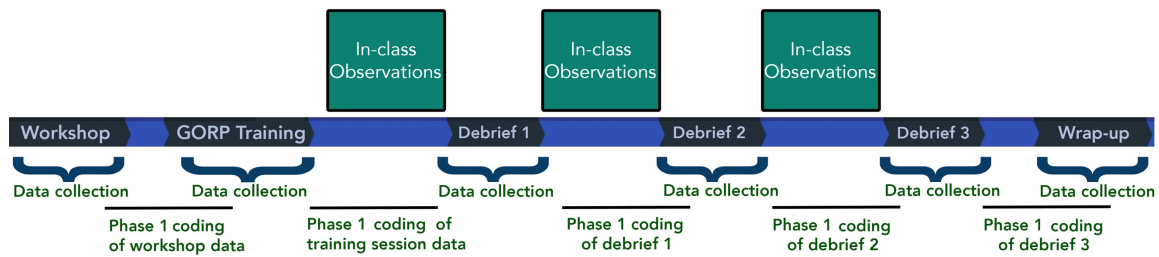 In-class
Observations
In-class
Observations
In-class
Observations
Workshop
GORP Training
Debrief 1
Debrief 2
Debrief 3
Wrap-up
Data collection
Data collection
Data collection
Data collection
Data collection
Data collection
Phase 1 coding
of workshop data
Phase 1 coding of
training session data
Phase 1 coding
of debrief 1
Phase 1 coding
of debrief 2
Phase 1 coding
of debrief 3